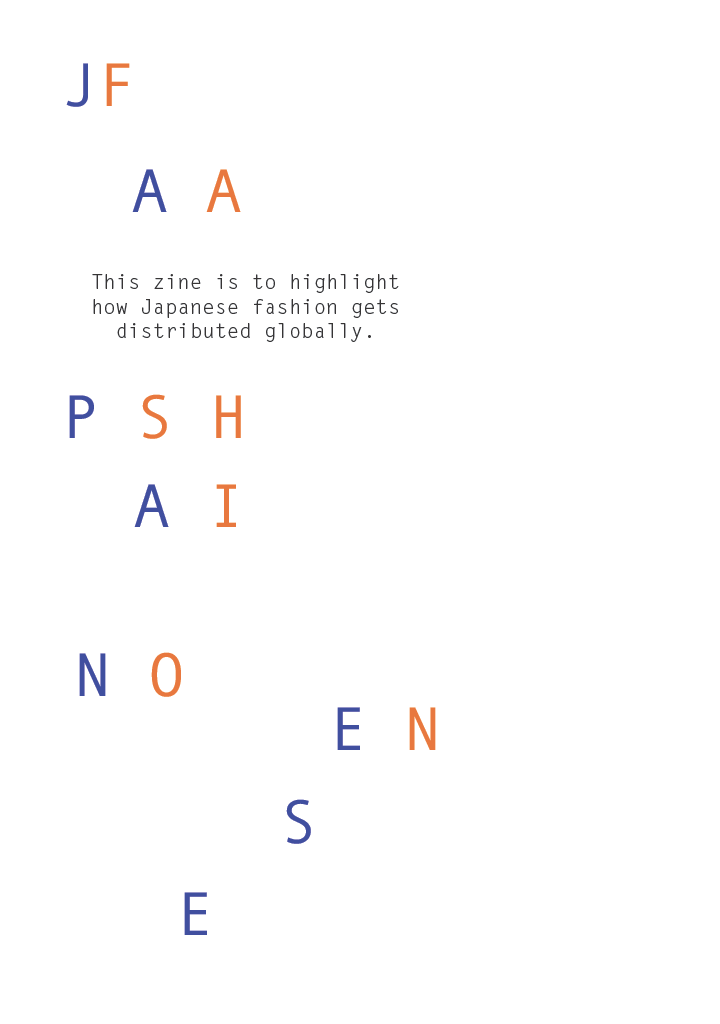 J F
A A
This zine is to highlight
how Japanese fashion gets
distributed globally.
P S H
A I
N O
E N
S
E